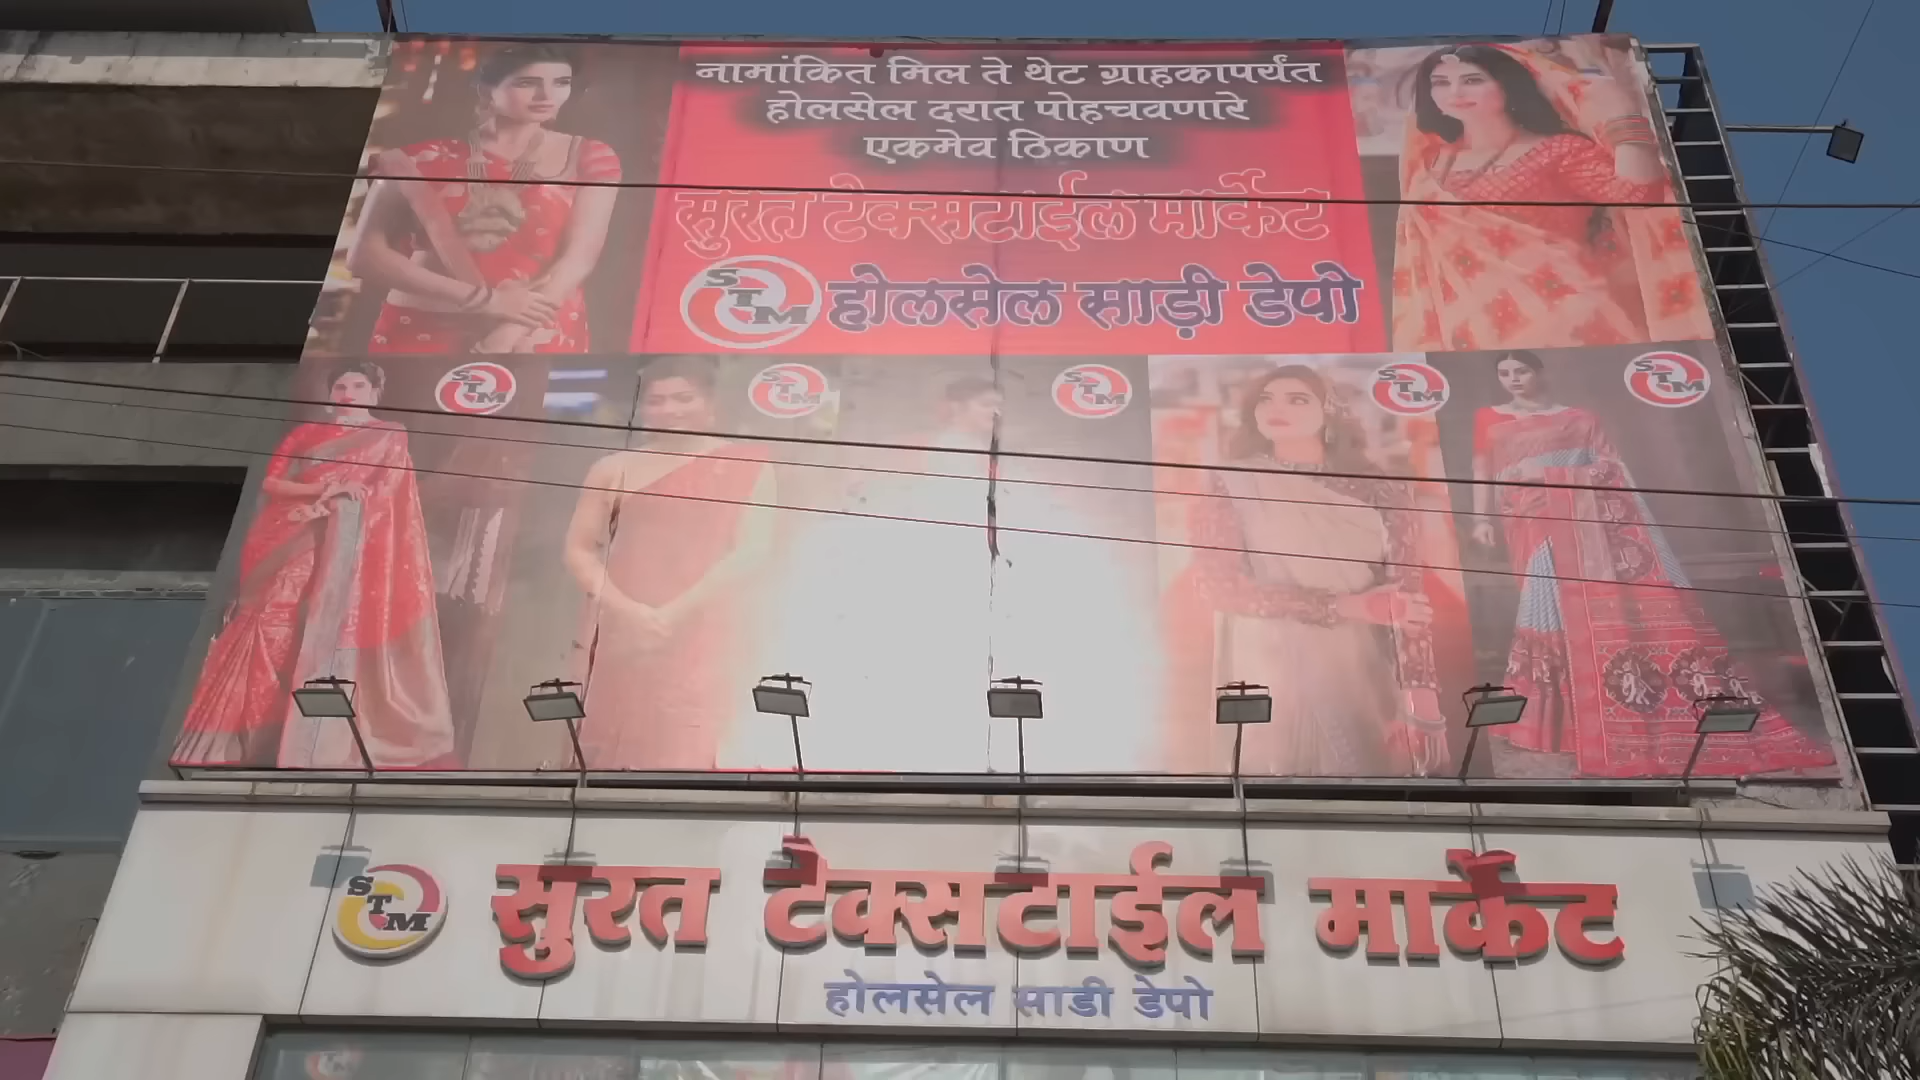 नामांकित मिल ते थेट ग्राहकापर्यंत
होलसेल दरात पोहचवणारे
एकमेव ठिकाण
सुरत टेक्सटाईल मार्केट
STM होलसेल साड़ी डेपो
STM STM STM STM STM
STM सुरत टेक्सटाईल मार्केट
होलसेल साडी डेपो